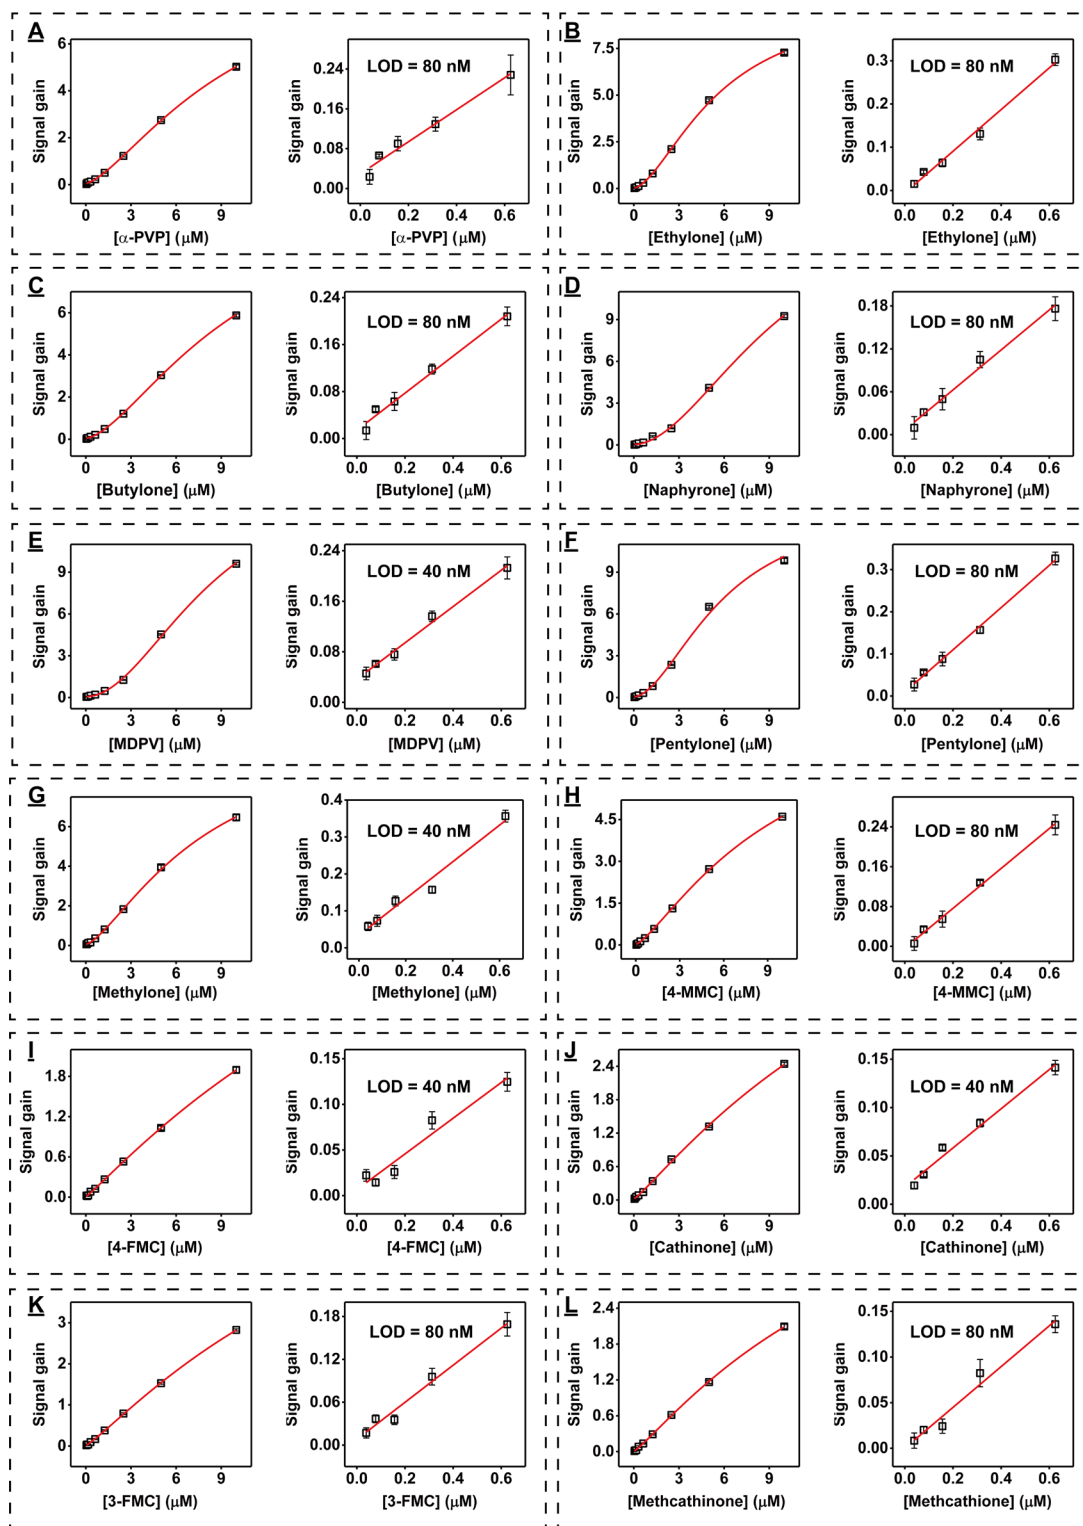 A
Signal gain
6
4
2
0
0 3 6 9
[α-PVP] (μM)
LOD = 80 nM
Signal gain
0.24
0.16
0.08
0.00
0.0 0.2 0.4 0.6
[α-PVP] (μM)
B
Signal gain
7.5
5.0
2.5
0.0
0 3 6 9
[Ethylone] (μM)
LOD = 80 nM
Signal gain
0.3
0.2
0.1
0.0
0.0 0.2 0.4 0.6
[Ethylone] (μM)
C
Signal gain
6
4
2
0
0 3 6 9
[Butylone] (μM)
LOD = 80 nM
Signal gain
0.24
0.16
0.08
0.00
0.0 0.2 0.4 0.6
[Butylone] (μM)
D
Signal gain
9
6
3
0
0 3 6 9
[Naphyrone] (μM)
LOD = 80 nM
Signal gain
0.18
0.12
0.06
0.00
0.0 0.2 0.4 0.6
[Naphyrone] (μM)
E
Signal gain
9
6
3
0
0 3 6 9
[MDPV] (μM)
LOD = 40 nM
Signal gain
0.24
0.16
0.08
0.00
0.0 0.2 0.4 0.6
[MDPV] (μM)
F
Signal gain
9
6
3
0
0 3 6 9
[Pentylone] (μM)
LOD = 80 nM
Signal gain
0.3
0.2
0.1
0.0
0.0 0.2 0.4 0.6
[Pentylone] (μM)
G
Signal gain
6
4
2
0
0 3 6 9
[Methylone] (μM)
LOD = 40 nM
Signal gain
0.4
0.3
0.2
0.1
0.0
0.0 0.2 0.4 0.6
[Methylone] (μM)
H
Signal gain
4.5
3.0
1.5
0.0
0 3 6 9
[4-MMC] (μM)
LOD = 80 nM
Signal gain
0.24
0.16
0.08
0.00
0.0 0.2 0.4 0.6
[4-MMC] (μM)
I
Signal gain
1.8
1.2
0.6
0.0
0 3 6 9
[4-FMC] (μM)
LOD = 40 nM
Signal gain
0.15
0.10
0.05
0.00
0.0 0.2 0.4 0.6
[4-FMC] (μM)
J
Signal gain
2.4
1.8
1.2
0.6
0.0
0 3 6 9
[Cathinone] (μM)
LOD = 40 nM
Signal gain
0.15
0.10
0.05
0.00
0.0 0.2 0.4 0.6
[Cathinone] (μM)
K
Signal gain
3
2
1
0
0 3 6 9
[3-FMC] (μM)
LOD = 80 nM
Signal gain
0.18
0.12
0.06
0.00
0.0 0.2 0.4 0.6
[3-FMC] (μM)
L
Signal gain
2.4
1.8
1.2
0.6
0.0
0 3 6 9
[Methcathinone] (μM)
LOD = 80 nM
Signal gain
0.15
0.10
0.05
0.00
0.0 0.2 0.4 0.6
[Methcathione] (μM)